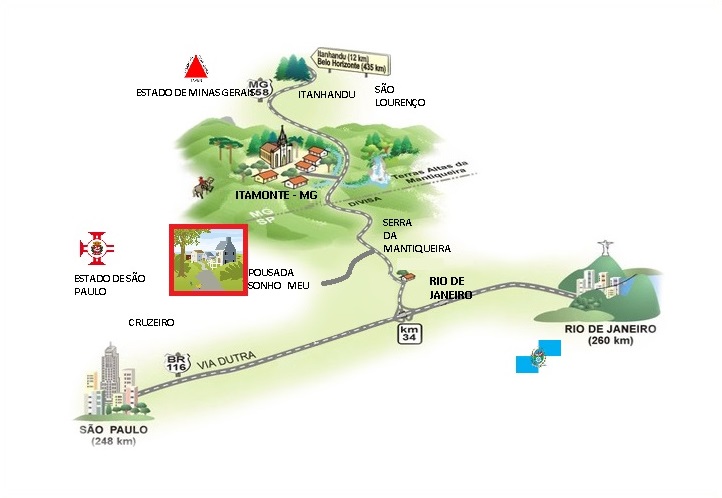 Itanhandu (12 km)
Belo Horizonte (435 km)
ESTADO DE MINAS GERAIS
MG
158
ITANHANDU
SÃO
LOURENÇO
Terras Altas da
Mantiqueira
ITAMONTE - MG
DIVISA
MG
SP
SERRA
DA
MANTIQUEIRA
ESTADO DE SÃO
PAULO
POUSADA
SONHO MEU
RIO DE
JANEIRO
CRUZEIRO
km
34
RIO DE JANEIRO
(260 km)
BR
116
VIA DUTRA
SÃO PAULO
(248 km)